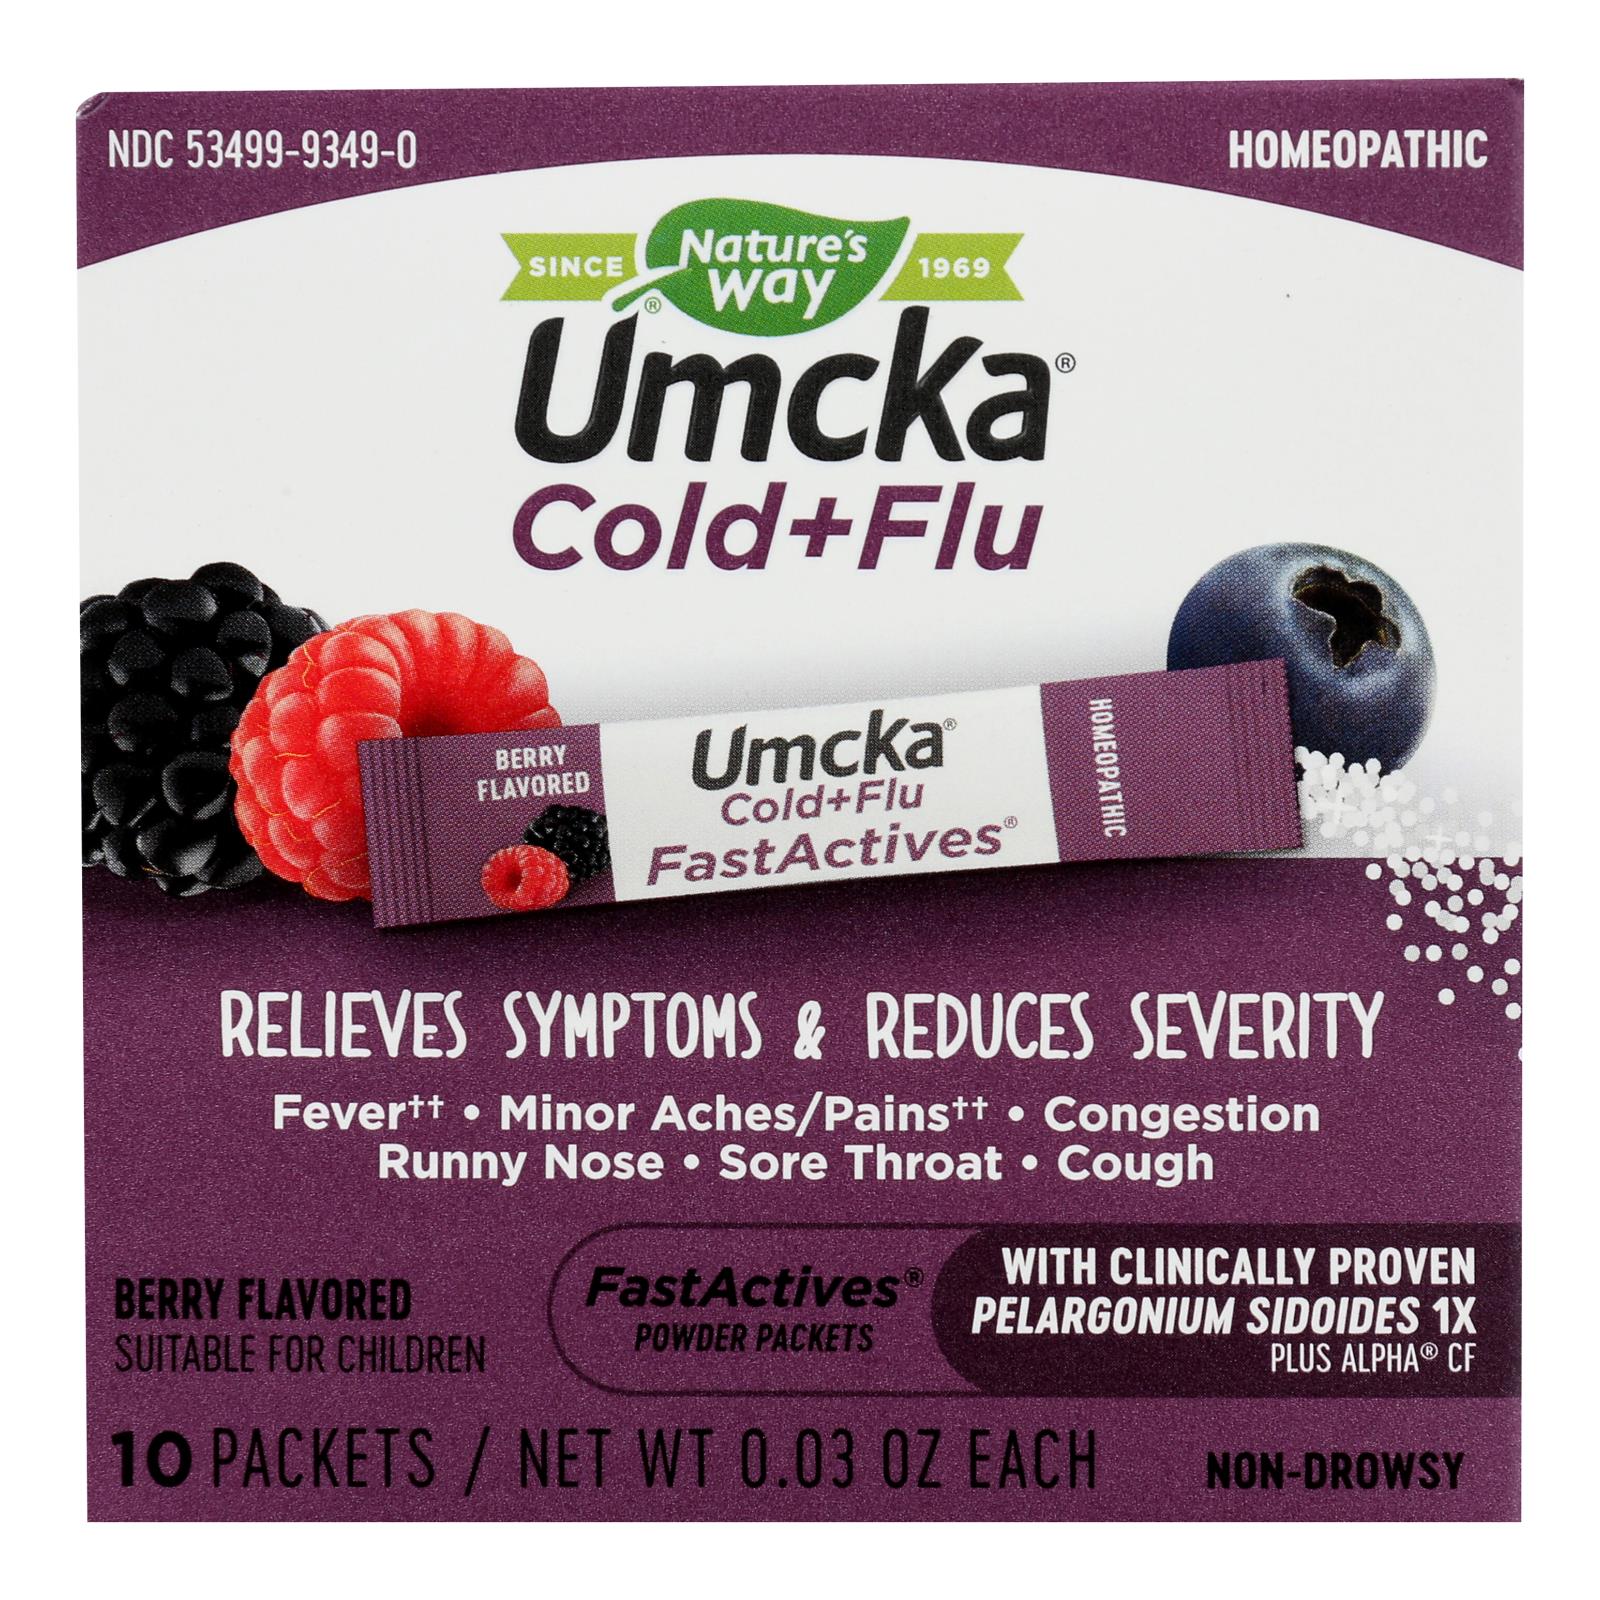 NDC 53499-9349-0
HOMEOPATHIC
SINCE
Nature's
Way
1969
®
Umcka®
Cold+Flu
BERRY
FLAVORED
Umcka®
Cold+Flu
FastActives®
HOMEOPATHIC
RELIEVES SYMPTOMS & REDUCES SEVERITY
Fever†† • Minor Aches/Pains†† • Congestion
Runny Nose • Sore Throat • Cough
BERRY FLAVORED
SUITABLE FOR CHILDREN
FastActives®
POWDER PACKETS
WITH CLINICALLY PROVEN
PELARGONIUM SIDOIDES 1X
PLUS ALPHA® CF
10 PACKETS / NET WT 0.03 OZ EACH
NON-DROWSY